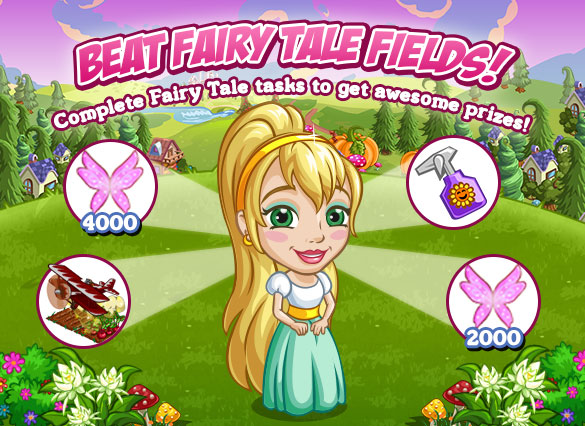 BEAT FAIRY TALE FIELDS!
Complete Fairy Tale tasks to get awesome prizes!
4000
2000